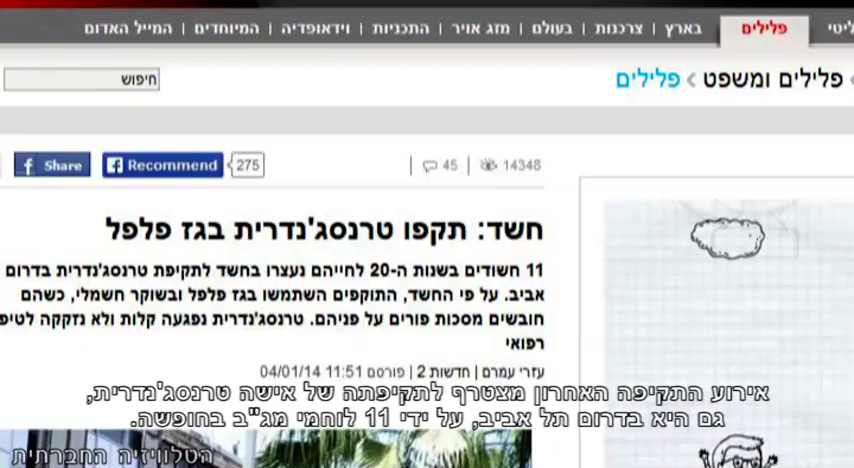 ליטי פלילים בארץ צרכנות בעולם מזג אויר התכניות וידאופדיה המיוחדים המייל האדום
פלילים ומשפט פלילים
חיפוש
Share Recommend 275 45 14348
חשד: תקפו טרנסג'נדרית בגז פלפל
11 חשודים בשנות ה-20 לחייהם נעצרו בחשד לתקיפת טרנסג'נדרית בדרום
אביב. על פי החשד, התוקפים השתמשו בגז פלפל ובשוקר חשמלי, כשהם
חובשים מסכות פורים על פניהם. טרנסג'נדרית נפגעה קלות ולא נזקקה לטיפ
רפואי
עזרי עמרם | חדשות 2 | פורסם 04/01/14 11:51
אירוע התקיפה האחרון מצטרף לתקיפתה של אישה טרנסג'נדרית,
גם היא בדרום תל אביב, על ידי 11 לוחמי מג"ב בחופשה.
הטלוויזיה החברתית